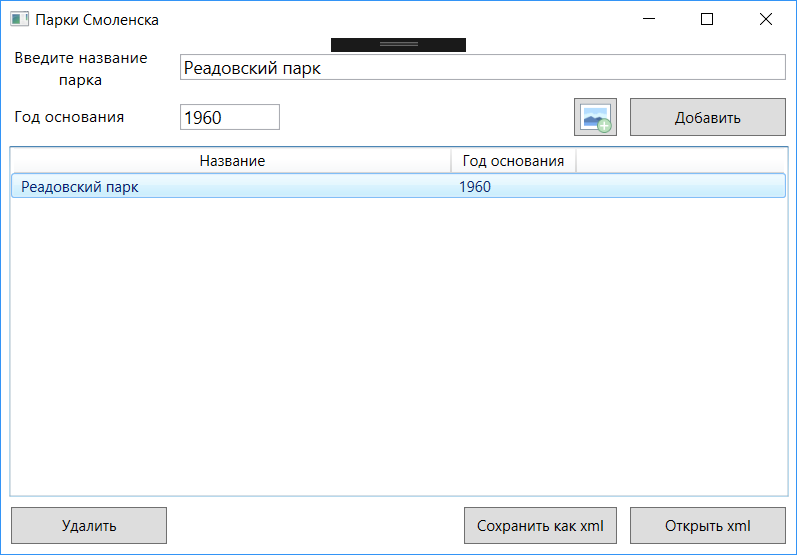 Парки Смоленска
Введите название
парка
Реадовский парк
Год основания
1960
Добавить
Название
Год основания
Реадовский парк
1960
Удалить
Сохранить как xml
Открыть xml